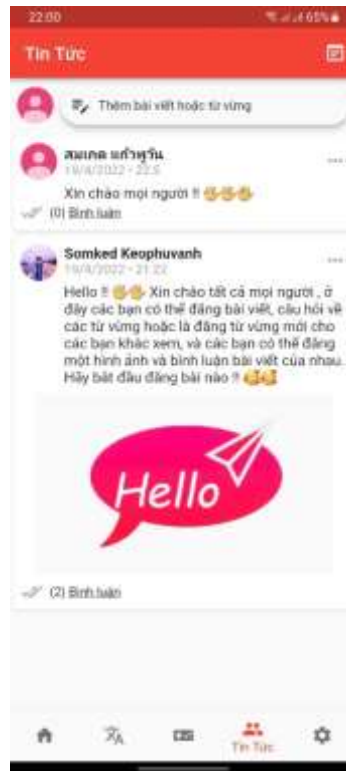 22:00
65%
Tin Tức
Thêm bài viết hoặc từ vựng
สมเกด แก้วพูวัน
19/4/2022 - 22:5
Xin chào mọi người !!
(0) Bình luận
Somked Keophuvanh
19/4/2022 - 21:22
Hello !! Xin chào tất cả mọi người , ở
đây các bạn có thể đăng bài viết, câu hỏi về
các từ vựng hoặc là đăng từ vựng mới cho
các bạn khác xem, và các bạn có thể đăng
một hình ảnh và bình luận bài viết của nhau.
Hãy bắt đầu đăng bài nào !!
Hello
(2) Bình luận
Tin Tức